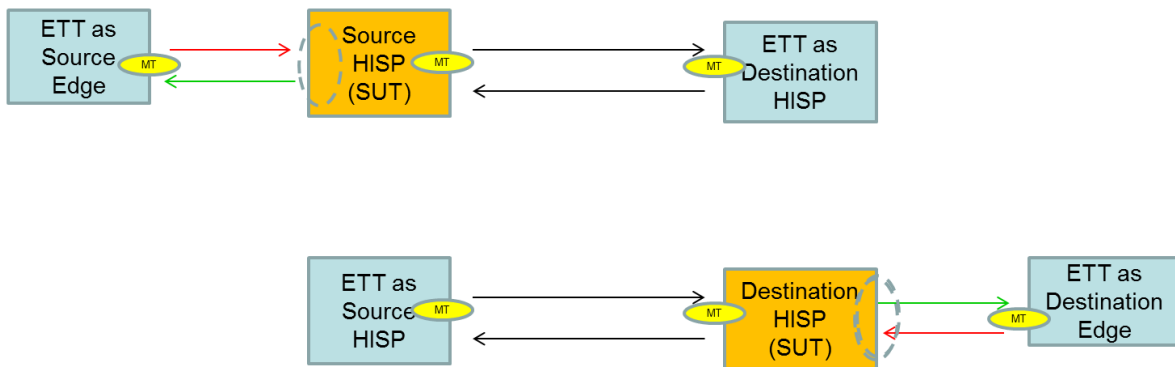 ETT as
Source
Edge
MT
Source
HISP
(SUT)
MT
MT
ETT as
Destination
HISP
ETT as
Source
HISP
MT
MT
Destination
HISP
(SUT)
MT
ETT as
Destination
Edge